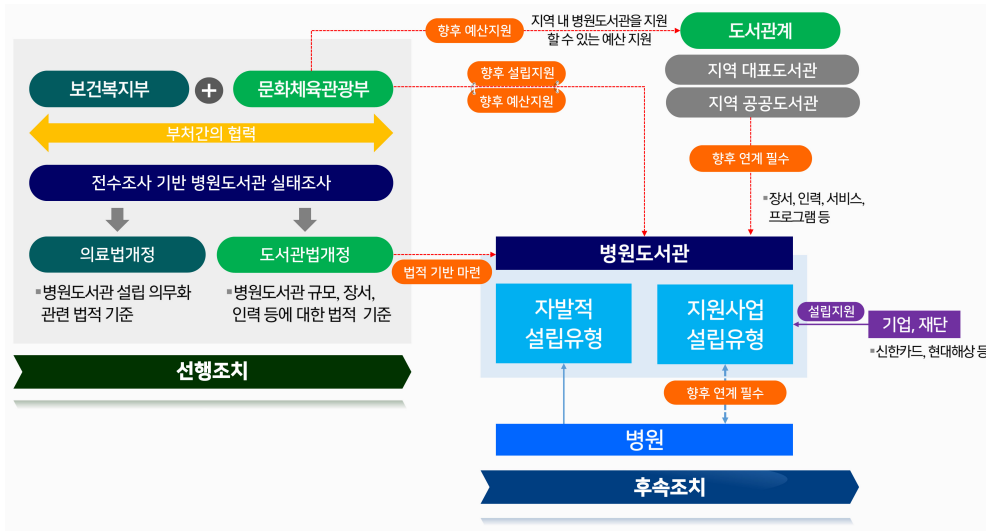 보건복지부
+
문화체육관광부
부처간의 협력
전수조사 기반 병원도서관 실태조사
의료법개정
도서관법개정
▪병원도서관 설립 의무화
관련 법적 기준
▪병원도서관 규모, 장서,
인력 등에 대한 법적 기준
선행조치
향후 예산지원
지역 내 병원도서관을 지원
할 수 있는 예산 지원
향후 설립지원
향후 예산지원
법적 기반 마련
도서관계
지역 대표도서관
지역 공공도서관
향후 연계 필수
▪장서, 인력, 서비스,
프로그램 등
병원도서관
자발적
설립유형
지원사업
설립유형
설립지원
기업, 재단
▪신한카드, 현대해상 등
향후 연계 필수
병원
후속조치